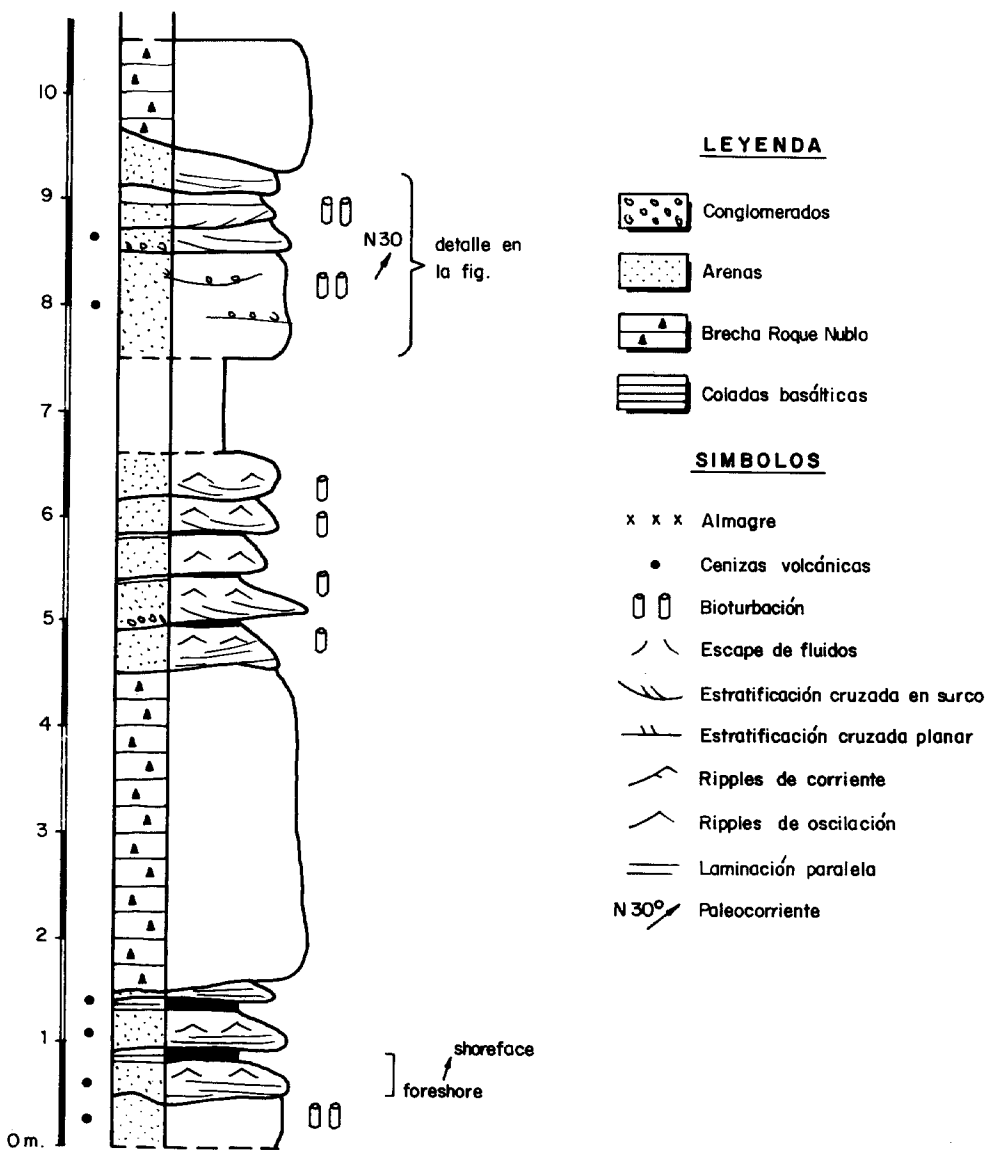 10
9
8
7
6
5
4
3
2
1
0 m.
N30
detalle en
la fig.
shoreface
foreshore
LEYENDA
Conglomerados
Arenas
Brecha Roque Nublo
Coladas basálticas
SIMBOLOS
x x x Almagre
Cenizas volcánicas
Bioturbación
Escape de fluidos
Estratificación cruzada en surco
Estratificación cruzada planar
Ripples de corriente
Ripples de oscilación
Laminación paralela
N 30° Paleocorriente